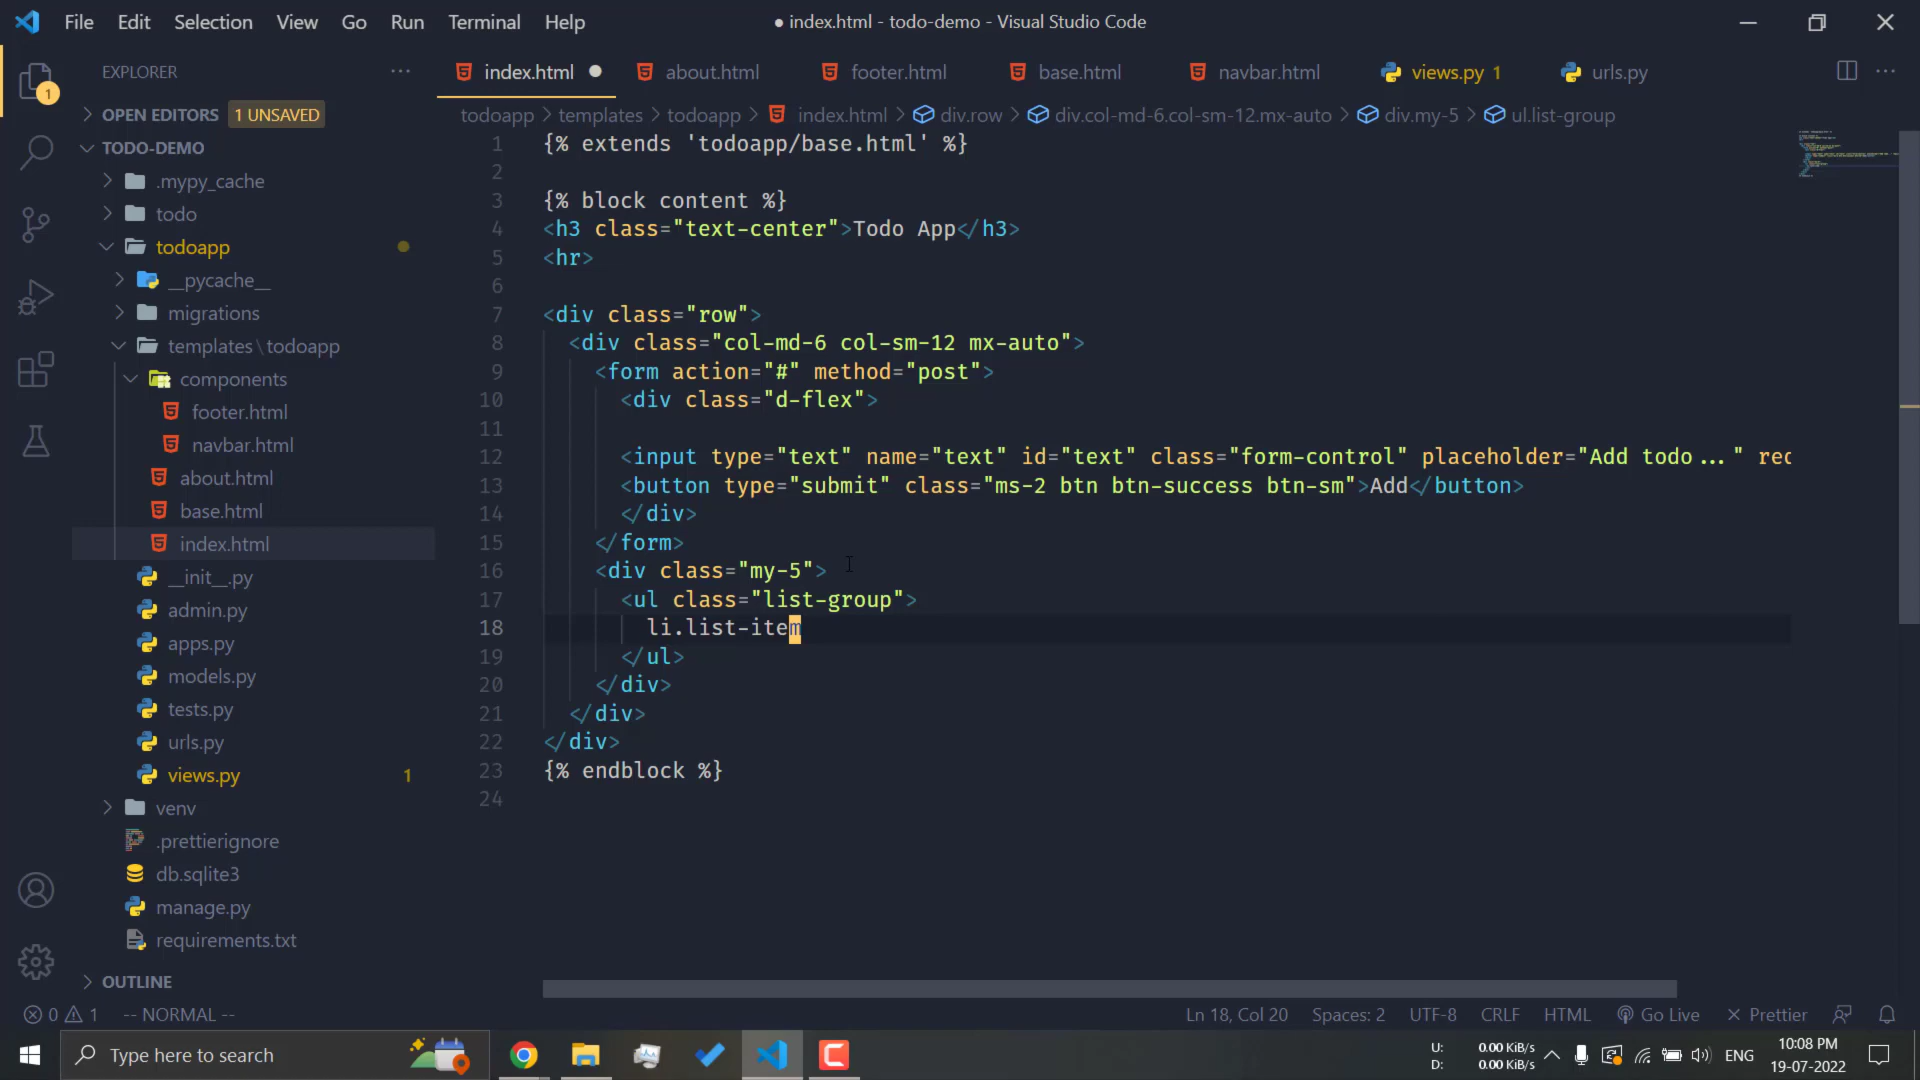 File Edit Selection View Go Run Terminal Help
● index.html - todo-demo - Visual Studio Code
EXPLORER
index.html
about.html
footer.html
base.html
navbar.html
views.py 1
urls.py
1
OPEN EDITORS 1 UNSAVED
todoapp > templates > todoapp > index.html > div.row > div.col-md-6.col-sm-12.mx-auto > div.my-5 > ul.list-group
TODO-DEMO
.mypy_cache
todo
todoapp
__pycache__
migrations
templates\todoapp
components
footer.html
navbar.html
about.html
base.html
index.html
__init__.py
admin.py
apps.py
models.py
tests.py
urls.py
views.py 1
venv
.prettierignore
db.sqlite3
manage.py
requirements.txt
OUTLINE
1 {% extends 'todoapp/base.html' %}
2
3 {% block content %}
4 <h3 class="text-center">Todo App</h3>
5 <hr>
6
7 <div class="row">
8 <div class="col-md-6 col-sm-12 mx-auto">
9 <form action="#" method="post">
10 <div class="d-flex">
11
12 <input type="text" name="text" id="text" class="form-control" placeholder="Add todo..." rec
13 <button type="submit" class="ms-2 btn btn-success btn-sm">Add</button>
14 </div>
15 </form>
16 <div class="my-5">
17 <ul class="list-group">
18 li.list-item
19 </ul>
20 </div>
21 </div>
22 </div>
23 {% endblock %}
24
0 1 -- NORMAL --
Ln 18, Col 20 Spaces: 2 UTF-8 CRLF HTML Go Live Prettier
Type here to search
U: 0.00 KiB/s
D: 0.00 KiB/s
ENG
10:08 PM
19-07-2022